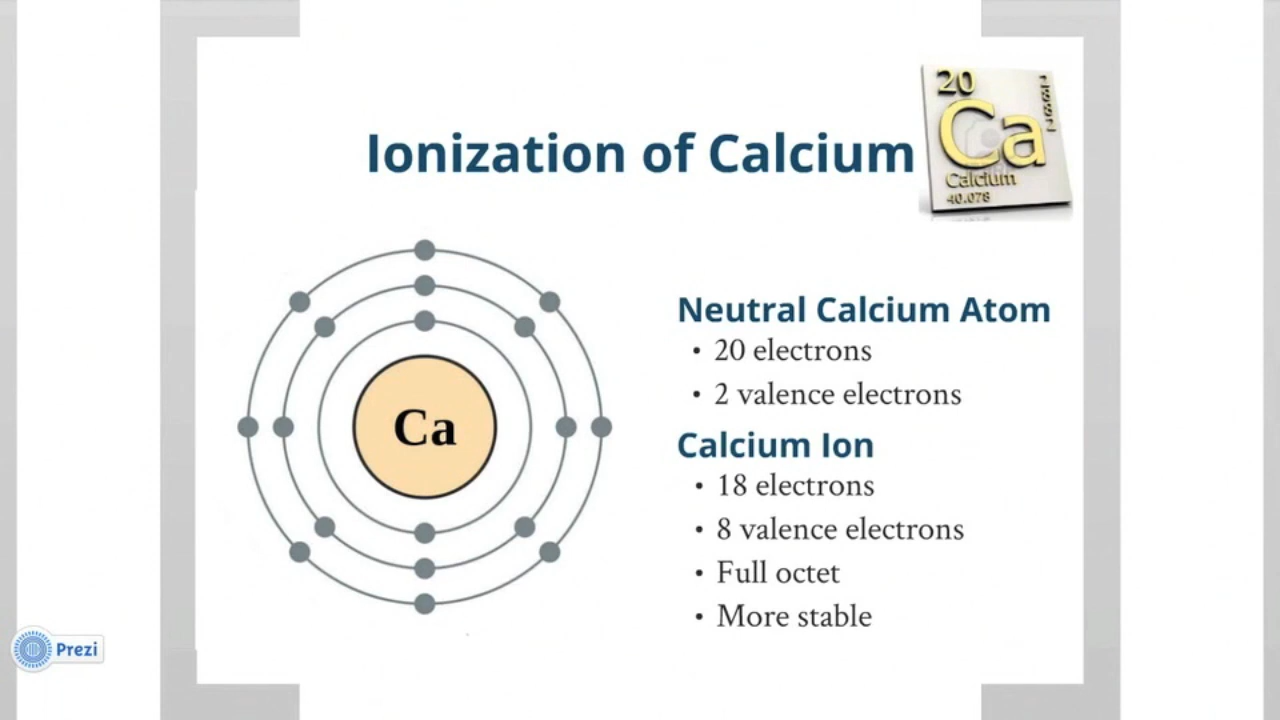 20
Ca
Calcium
40.078
Ionization of Calcium
Ca
Neutral Calcium Atom
• 20 electrons
• 2 valence electrons
Calcium Ion
• 18 electrons
• 8 valence electrons
• Full octet
• More stable
Prezi